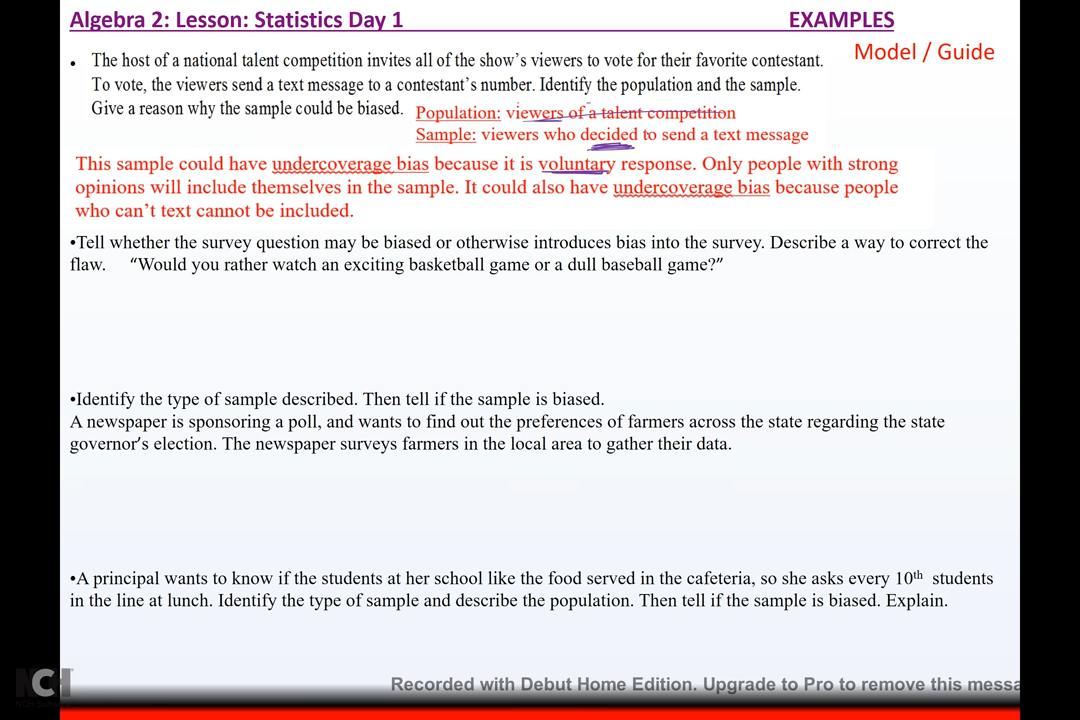 Algebra 2: Lesson: Statistics Day 1 EXAMPLES
Model / Guide
• The host of a national talent competition invites all of the show's viewers to vote for their favorite contestant.
To vote, the viewers send a text message to a contestant's number. Identify the population and the sample.
Give a reason why the sample could be biased.
Population: viewers of a talent competition
Sample: viewers who decided to send a text message
This sample could have undercoverage bias because it is voluntary response. Only people with strong
opinions will include themselves in the sample. It could also have undercoverage bias because people
who can't text cannot be included.
•Tell whether the survey question may be biased or otherwise introduces bias into the survey. Describe a way to correct the
flaw. "Would you rather watch an exciting basketball game or a dull baseball game?"
•Identify the type of sample described. Then tell if the sample is biased.
A newspaper is sponsoring a poll, and wants to find out the preferences of farmers across the state regarding the state
governor's election. The newspaper surveys farmers in the local area to gather their data.
•A principal wants to know if the students at her school like the food served in the cafeteria, so she asks every 10th students
in the line at lunch. Identify the type of sample and describe the population. Then tell if the sample is biased. Explain.
NCH
Recorded with Debut Home Edition. Upgrade to Pro to remove this messa